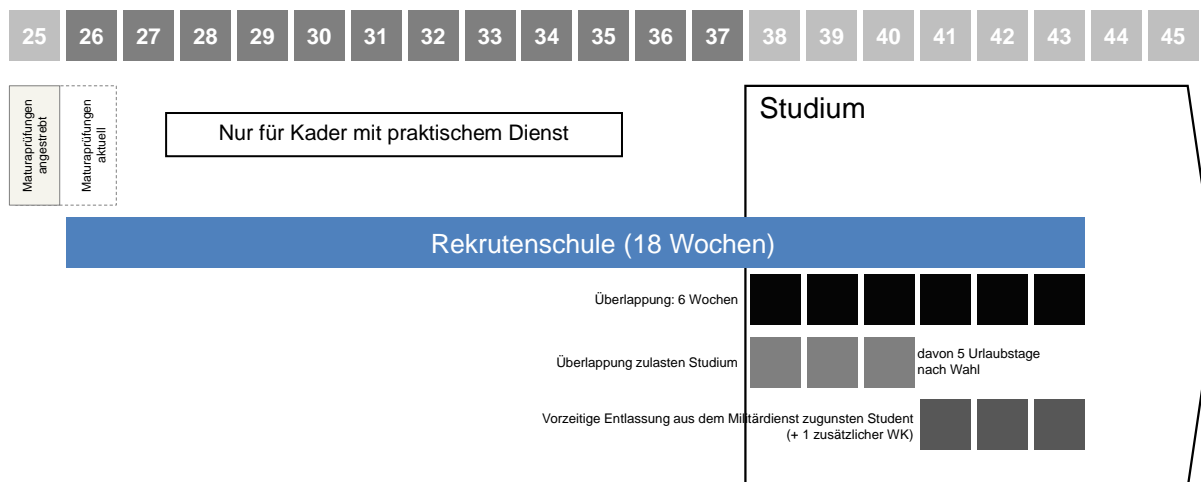 25 26 27 28 29 30 31 32 33 34 35 36 37 38 39 40 41 42 43 44 45
Maturaprüfungen
angestrebt
Maturaprüfungen
aktuell
Nur für Kader mit praktischem Dienst
Studium
Rekrutenschule (18 Wochen)
Überlappung: 6 Wochen
Überlappung zulasten Studium
davon 5 Urlaubstage
nach Wahl
Vorzeitige Entlassung aus dem Militärdienst zugunsten Student
(+ 1 zusätzlicher WK)